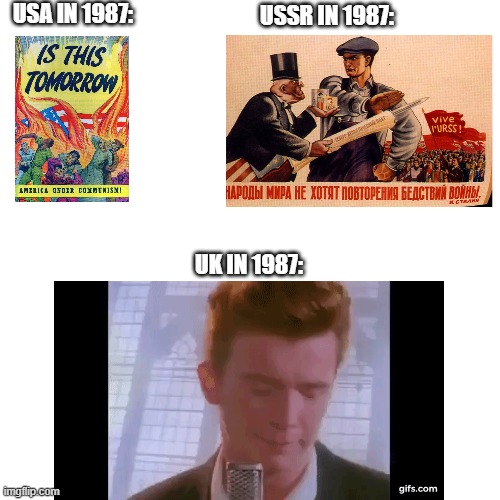 USA IN 1987:
USSR IN 1987:
IS THIS
TOMORROW
vive
l'URSS!
AMERICA UNDER COMMUNISM!
НАРОДЫ МИРА НЕ ХОТЯТ ПОВТОРЕНИЯ БЕДСТВИЙ ВОЙНЫ.
И. СТАЛИН
UK IN 1987:
gifs.com
imgflip.com